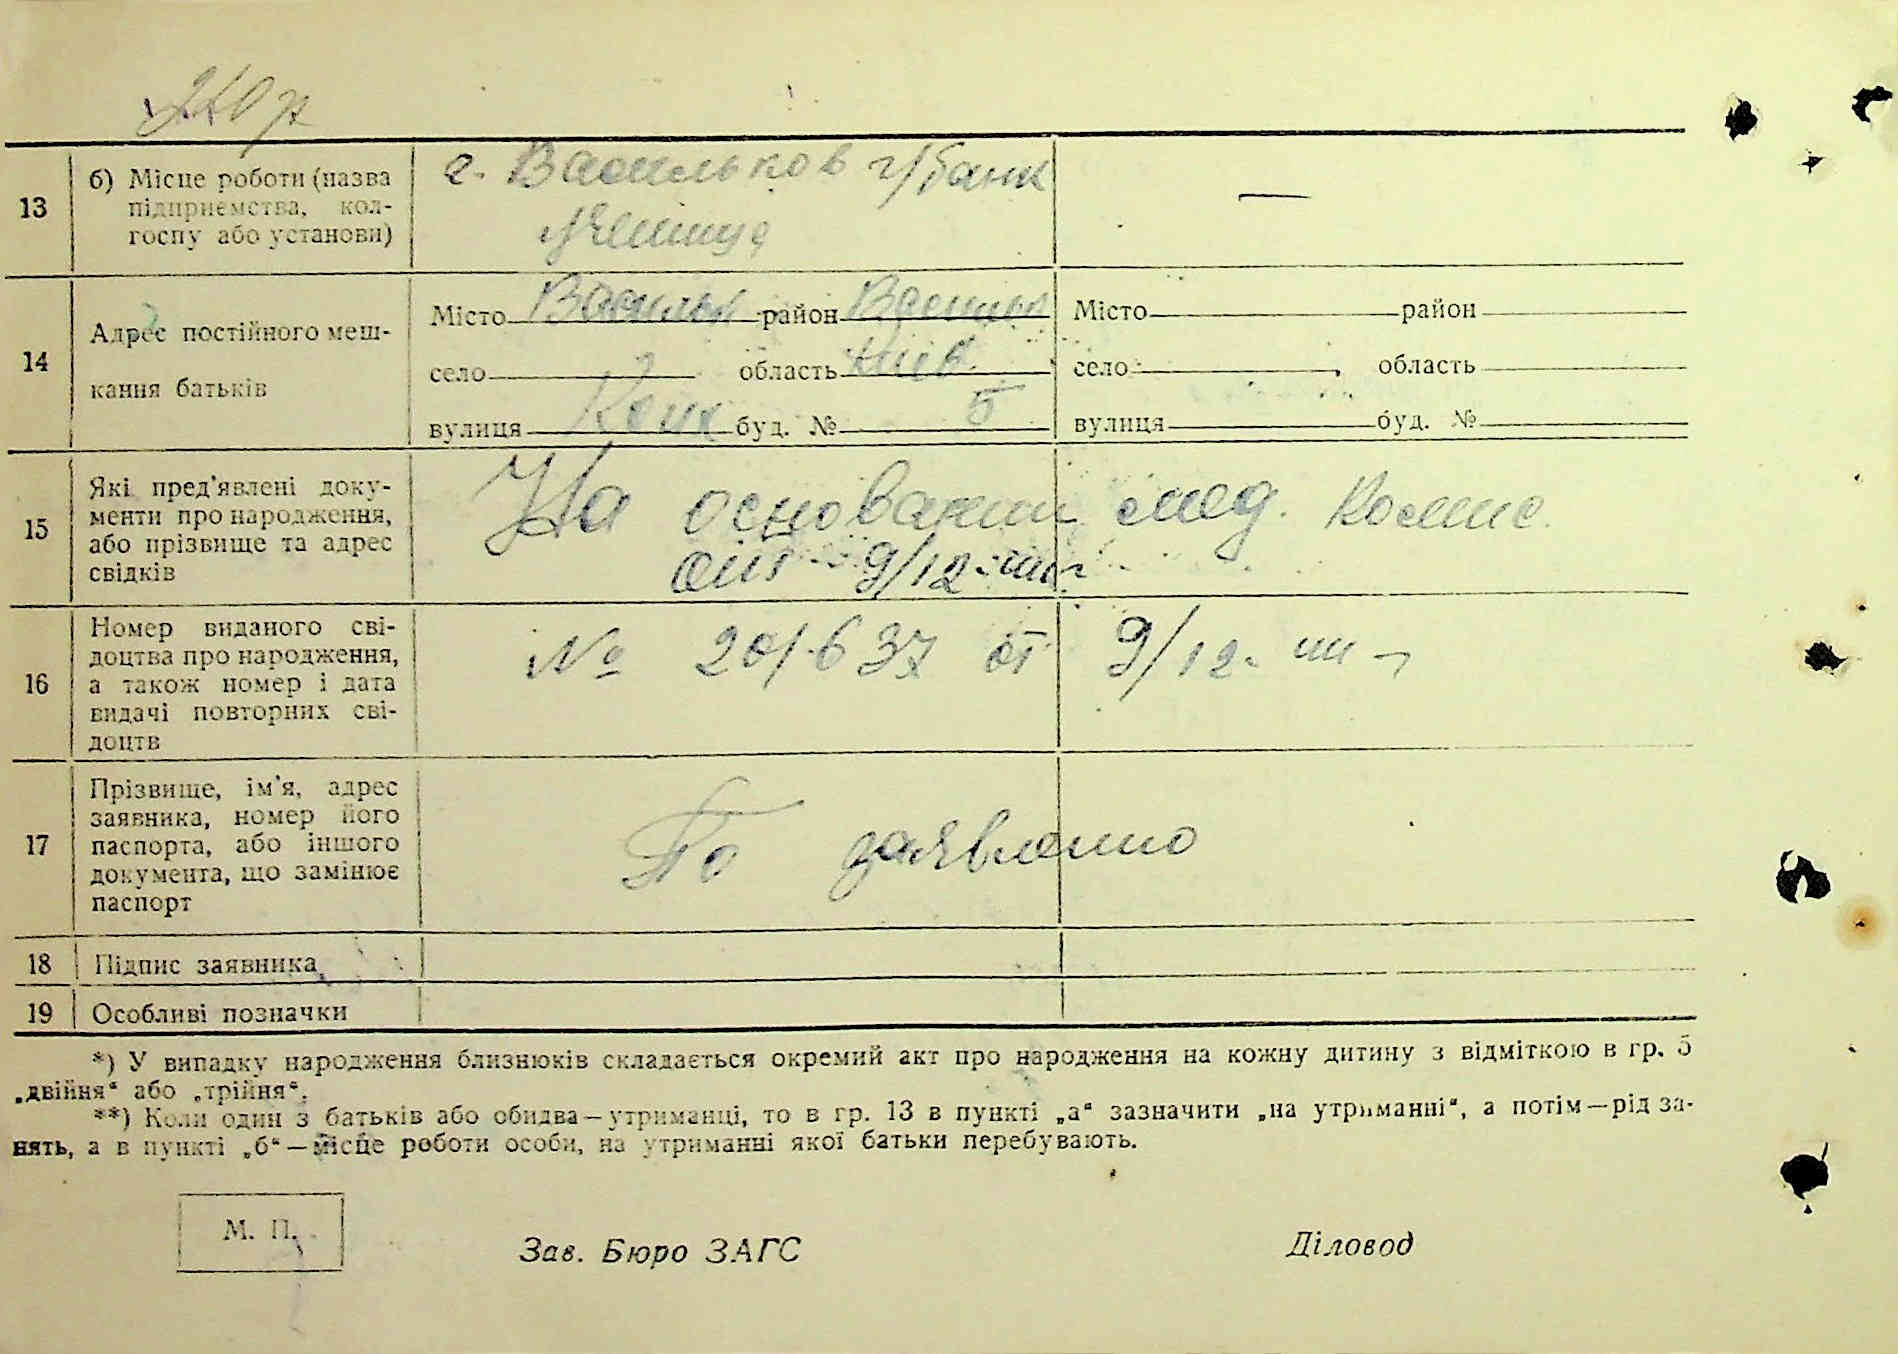 13 б) Місце роботи (назва
підприємства, кол-
госпу або установи)
г. Васильков г/банк
—
14 Адрес постійного меш-
кання батьків
Місто Васильк район Васильк
село область Киев.
вулиця буд. № 5
Місто район
село область
вулиця буд. №
15 Які пред'явлені доку-
менти про народження,
або прізвище та адрес
свідків
На основании мед. комис.
от 9/12-
16 Номер виданого сві-
доцтва про народження,
а також номер і дата
видачі повторних сві-
доцтв
№ 201637 от 9/12-
17 Прізвище, ім'я, адрес
заявника, номер його
паспорта, або іншого
документа, що замінює
паспорт
По заявлению
18 Підпис заявника
19 Особливі позначки
*) У випадку народження близнюків складається окремий акт про народження на кожну дитину з відміткою в гр. 5
„двійня“ або „трійня“.
**) Коли один з батьків або обидва—утриманці, то в гр. 13 в пункті „а“ зазначити „на утриманні“, а потім—рід за-
нять, а в пункті „б“—місце роботи особи, на утриманні якої батьки перебувають.
М. П.
Зав. Бюро ЗАГС
Діловод